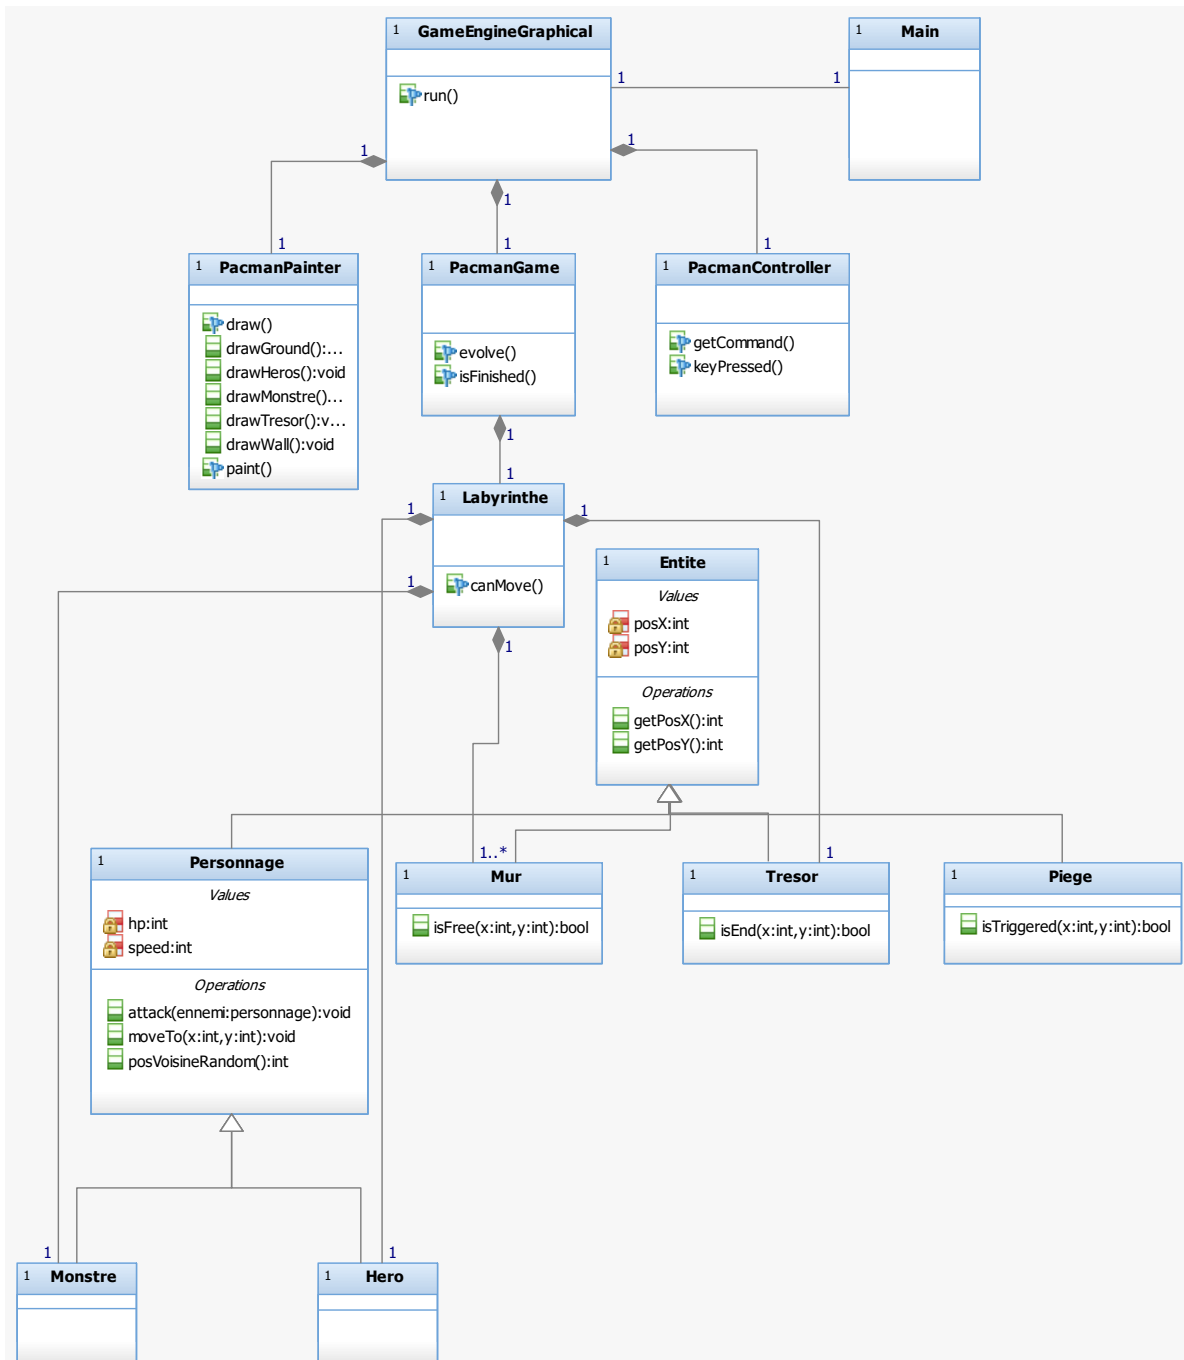 1 GameEngineGraphical
run()
1 Main
1 1
1
1
1
1
1
1
1 PacmanPainter
draw()
drawGround():...
drawHeros():void
drawMonstre()...
drawTresor():v...
drawWall():void
paint()
1 PacmanGame
evolve()
isFinished()
1 PacmanController
getCommand()
keyPressed()
1
1
1 Labyrinthe
canMove()
1
1
1
1
1 Entite
Values
posX:int
posY:int
Operations
getPosX():int
getPosY():int
1..*
1
1 Personnage
Values
hp:int
speed:int
Operations
attack(ennemi:personnage):void
moveTo(x:int,y:int):void
posVoisineRandom():int
1 Mur
isFree(x:int,y:int):bool
1 Tresor
isEnd(x:int,y:int):bool
1 Piege
isTriggered(x:int,y:int):bool
1
1
1 Monstre
1 Hero